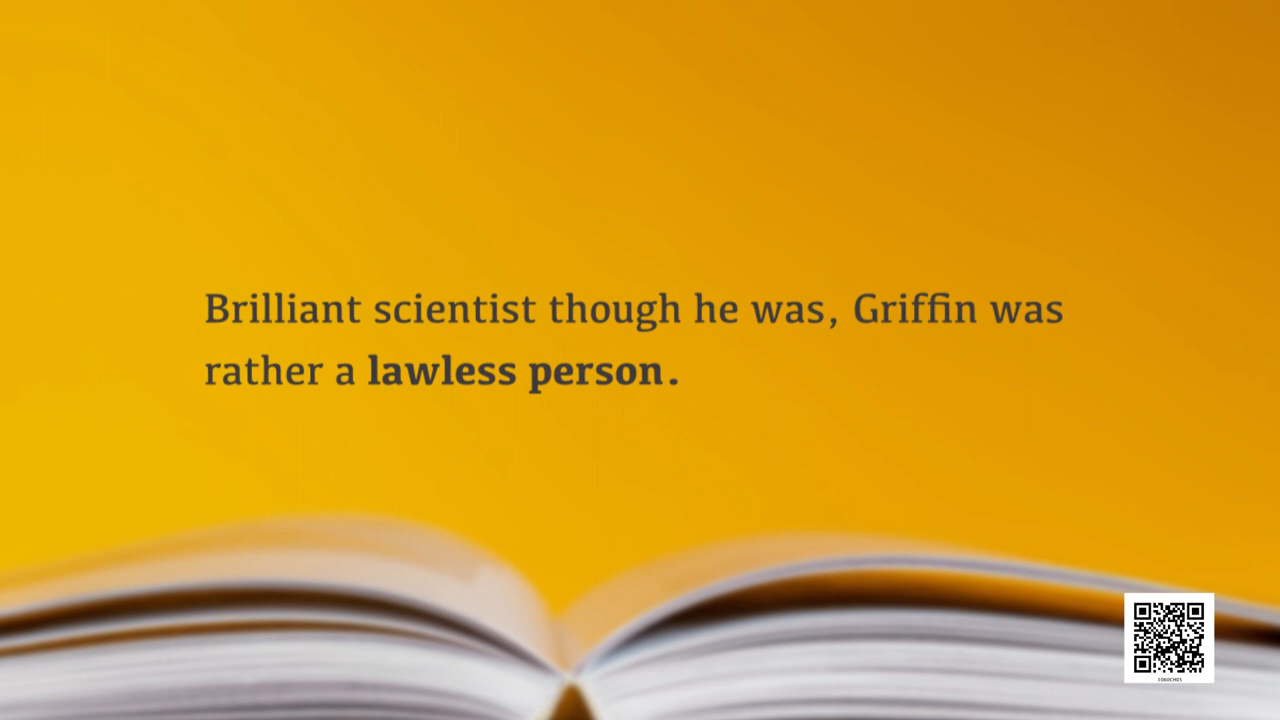 Brilliant scientist though he was, Griffin was
rather a lawless person.